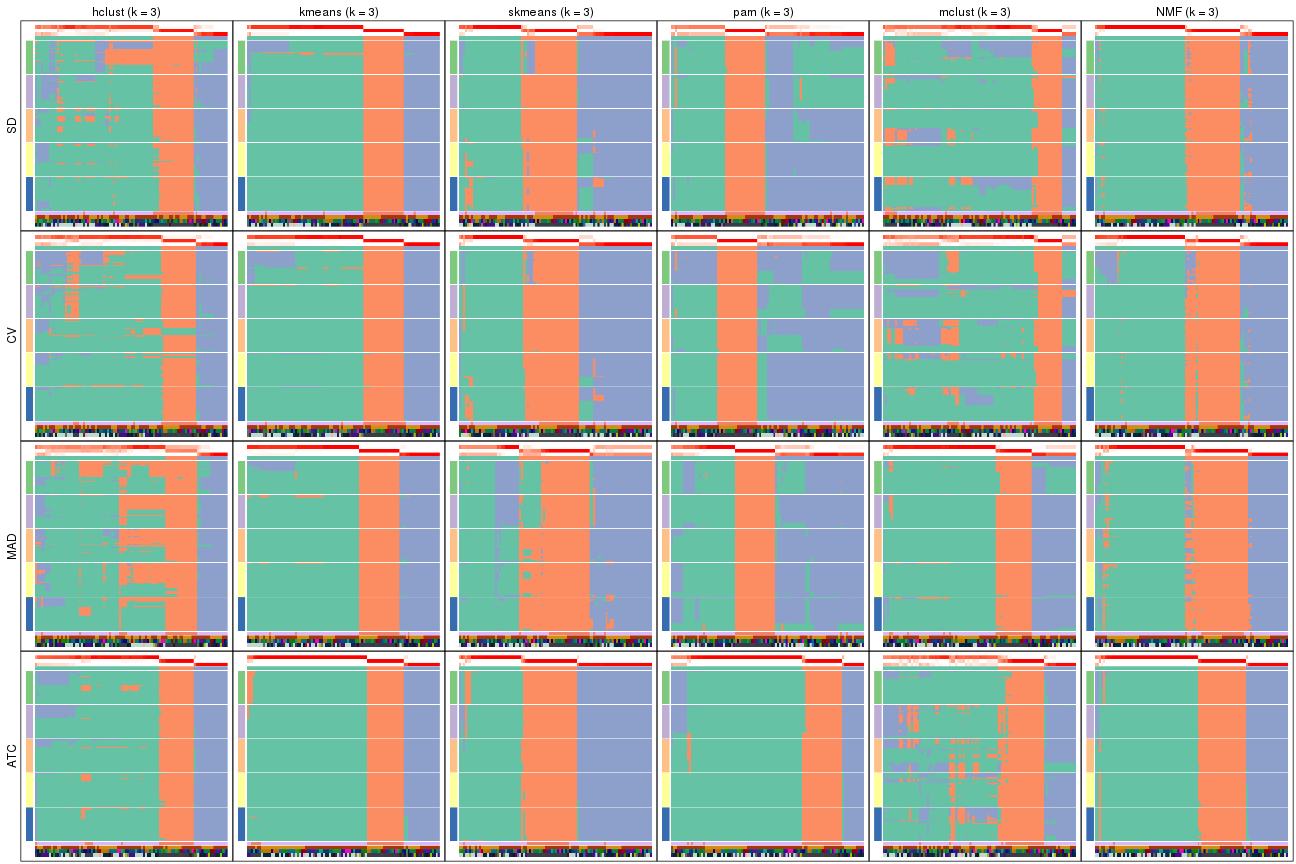 hclust (k = 3) kmeans (k = 3) skmeans (k = 3) pam (k = 3) mclust (k = 3) NMF (k = 3)
SD
CV
MAD
ATC